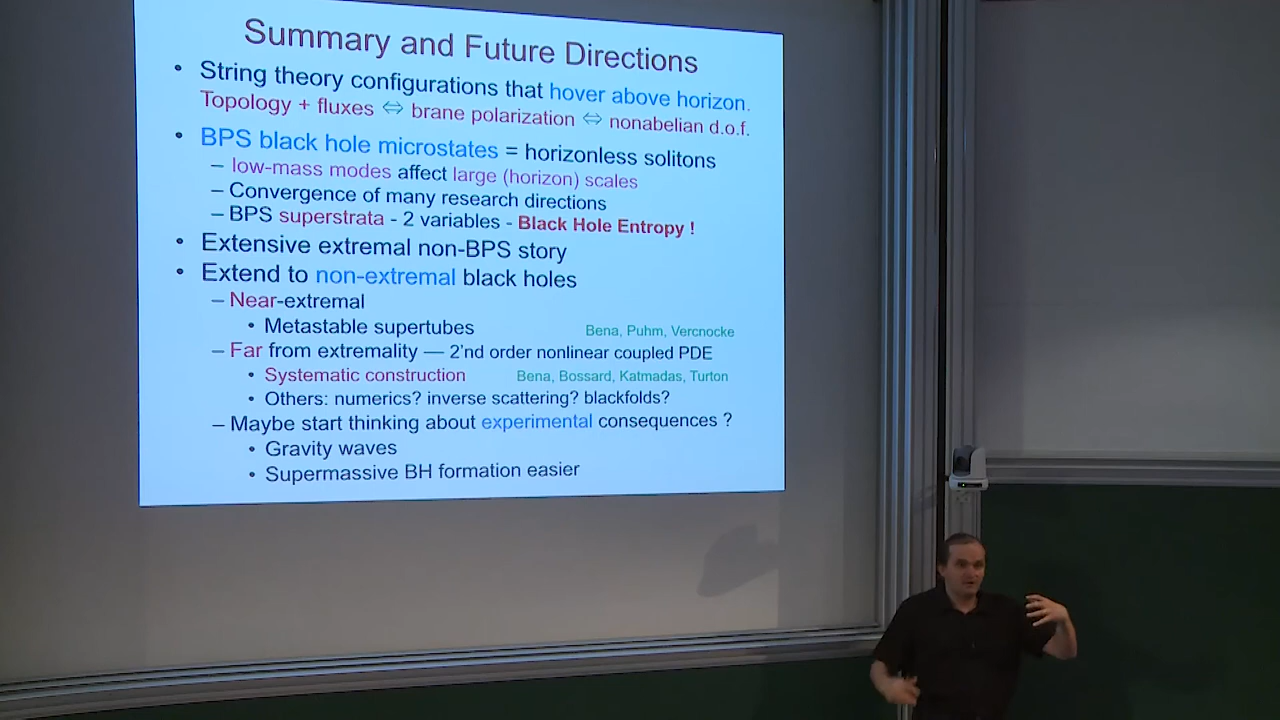 Summary and Future Directions
• String theory configurations that hover above horizon.
Topology + fluxes ⇔ brane polarization ⇔ nonabelian d.o.f.
• BPS black hole microstates = horizonless solitons
– low-mass modes affect large (horizon) scales
– Convergence of many research directions
– BPS superstrata - 2 variables - Black Hole Entropy !
• Extensive extremal non-BPS story
• Extend to non-extremal black holes
– Near-extremal
• Metastable supertubes Bena, Puhm, Vercnocke
– Far from extremality — 2'nd order nonlinear coupled PDE
• Systematic construction Bena, Bossard, Katmadas, Turton
• Others: numerics? inverse scattering? blackfolds?
– Maybe start thinking about experimental consequences ?
• Gravity waves
• Supermassive BH formation easier